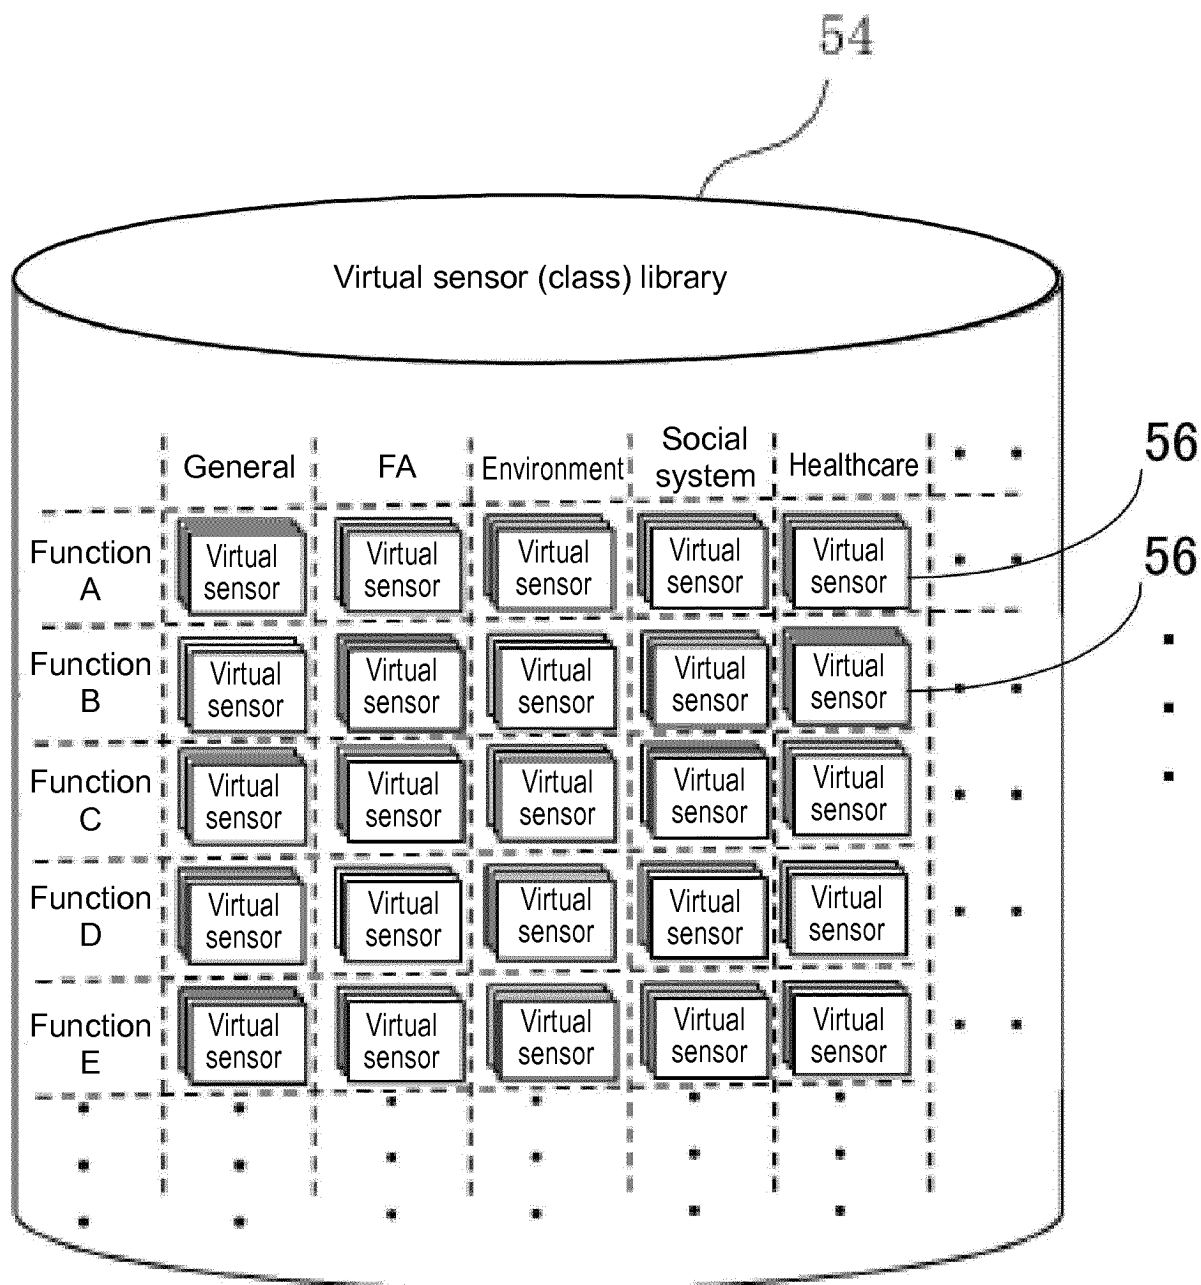 54
Virtual sensor (class) library
General FA Environment Social system Healthcare
56
56
Function A
Virtual sensor Virtual sensor Virtual sensor Virtual sensor Virtual sensor
Function B
Virtual sensor Virtual sensor Virtual sensor Virtual sensor Virtual sensor
Function C
Virtual sensor Virtual sensor Virtual sensor Virtual sensor Virtual sensor
Function D
Virtual sensor Virtual sensor Virtual sensor Virtual sensor Virtual sensor
Function E
Virtual sensor Virtual sensor Virtual sensor Virtual sensor Virtual sensor